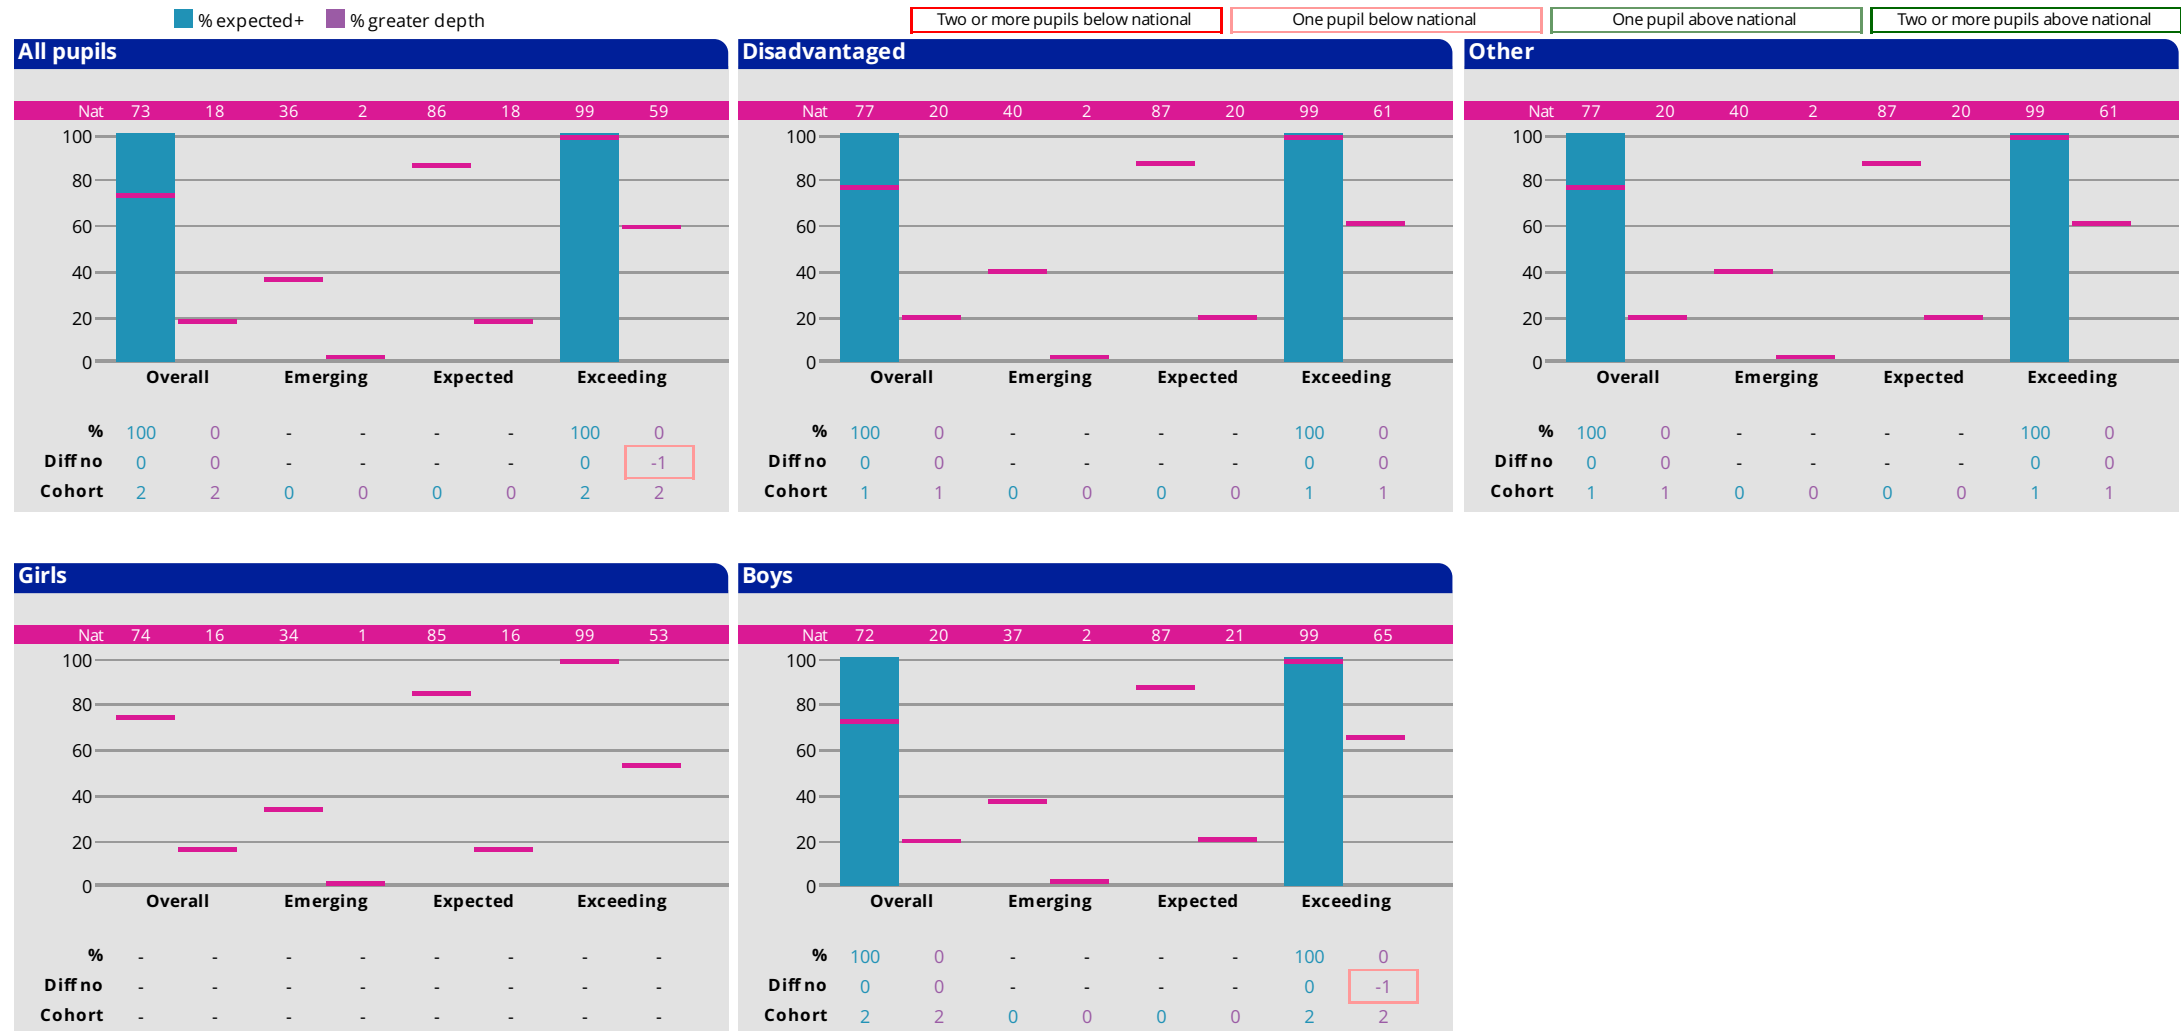 % expected+ % greater depth
Two or more pupils below national One pupil below national One pupil above national Two or more pupils above national
All pupils
Nat 73 18 36 2 86 18 99 59
100
80
60
40
20
0
Overall Emerging Expected Exceeding
% 100 0 - - - - 100 0
Diff no 0 0 - - - - 0 -1
Cohort 2 2 0 0 0 0 2 2
Disadvantaged
Nat 77 20 40 2 87 20 99 61
100
80
60
40
20
0
Overall Emerging Expected Exceeding
% 100 0 - - - - 100 0
Diff no 0 0 - - - - 0 0
Cohort 1 1 0 0 0 0 1 1
Other
Nat 77 20 40 2 87 20 99 61
100
80
60
40
20
0
Overall Emerging Expected Exceeding
% 100 0 - - - - 100 0
Diff no 0 0 - - - - 0 0
Cohort 1 1 0 0 0 0 1 1
Girls
Nat 74 16 34 1 85 16 99 53
100
80
60
40
20
0
Overall Emerging Expected Exceeding
% - - - - - - - -
Diff no - - - - - - - -
Cohort - - - - - - - -
Boys
Nat 72 20 37 2 87 21 99 65
100
80
60
40
20
0
Overall Emerging Expected Exceeding
% 100 0 - - - - 100 0
Diff no 0 0 - - - - 0 -1
Cohort 2 2 0 0 0 0 2 2